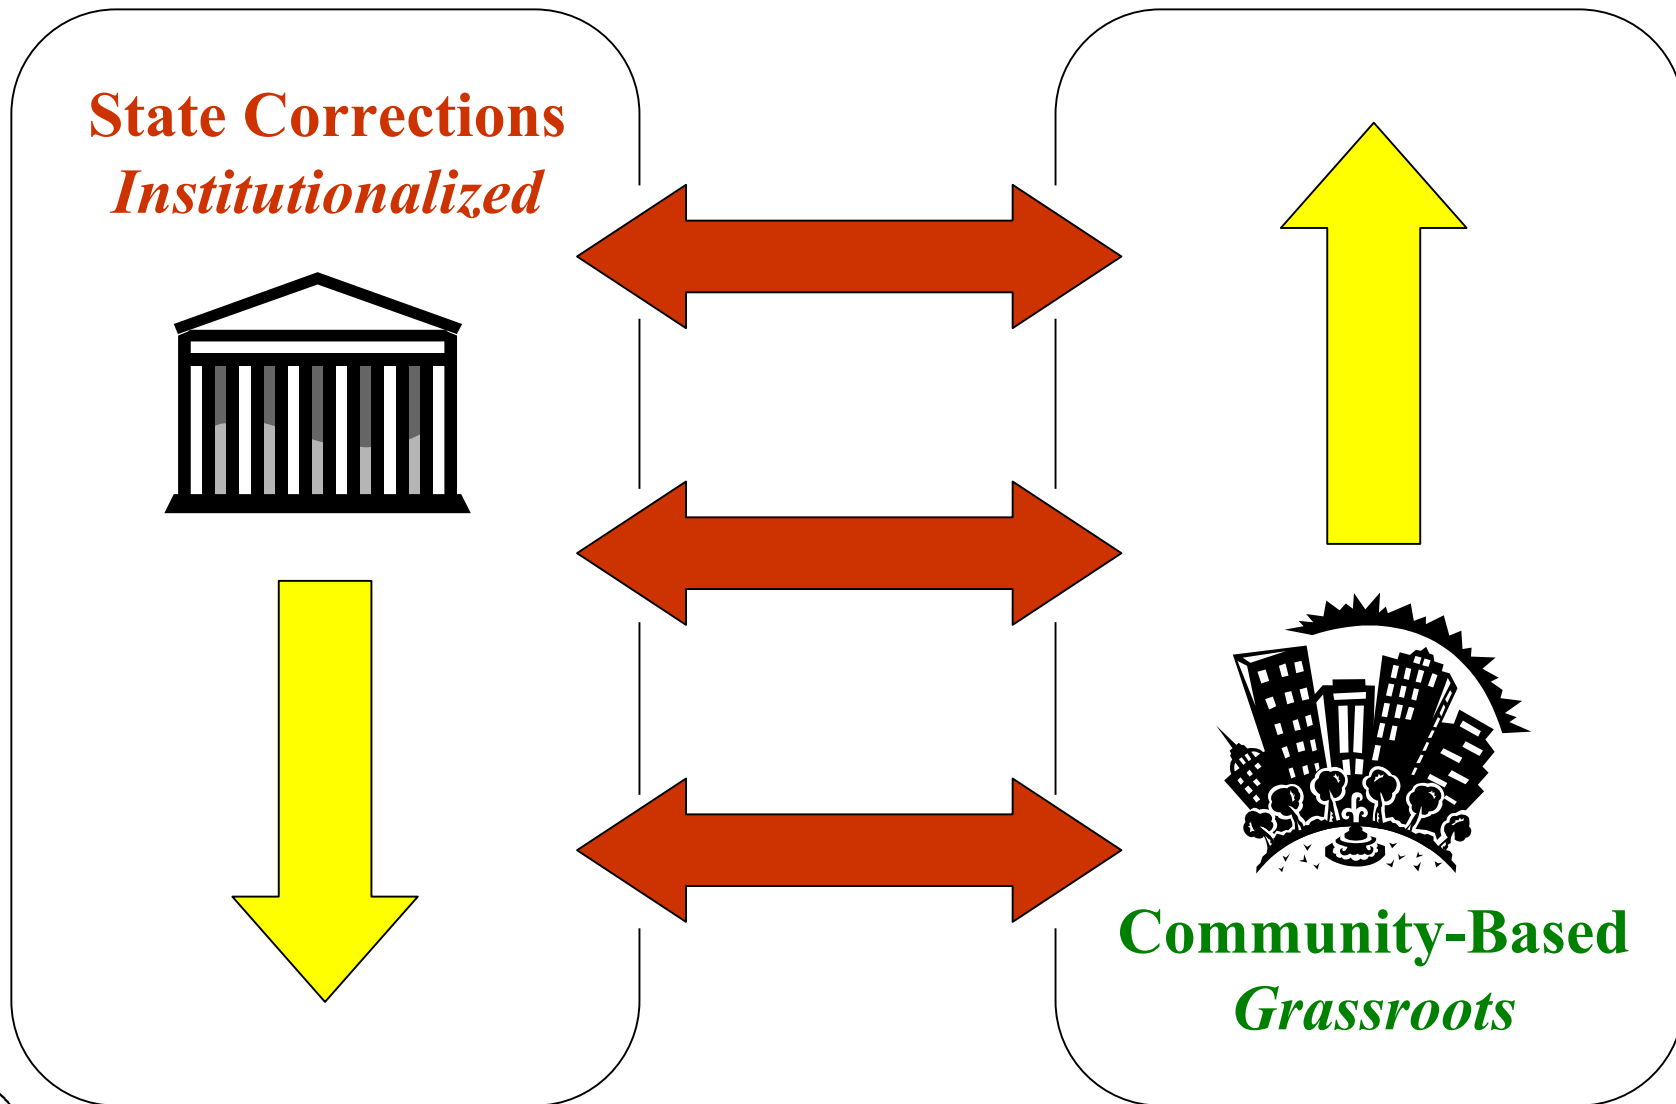 State Corrections
Institutionalized
Community-Based
Grassroots